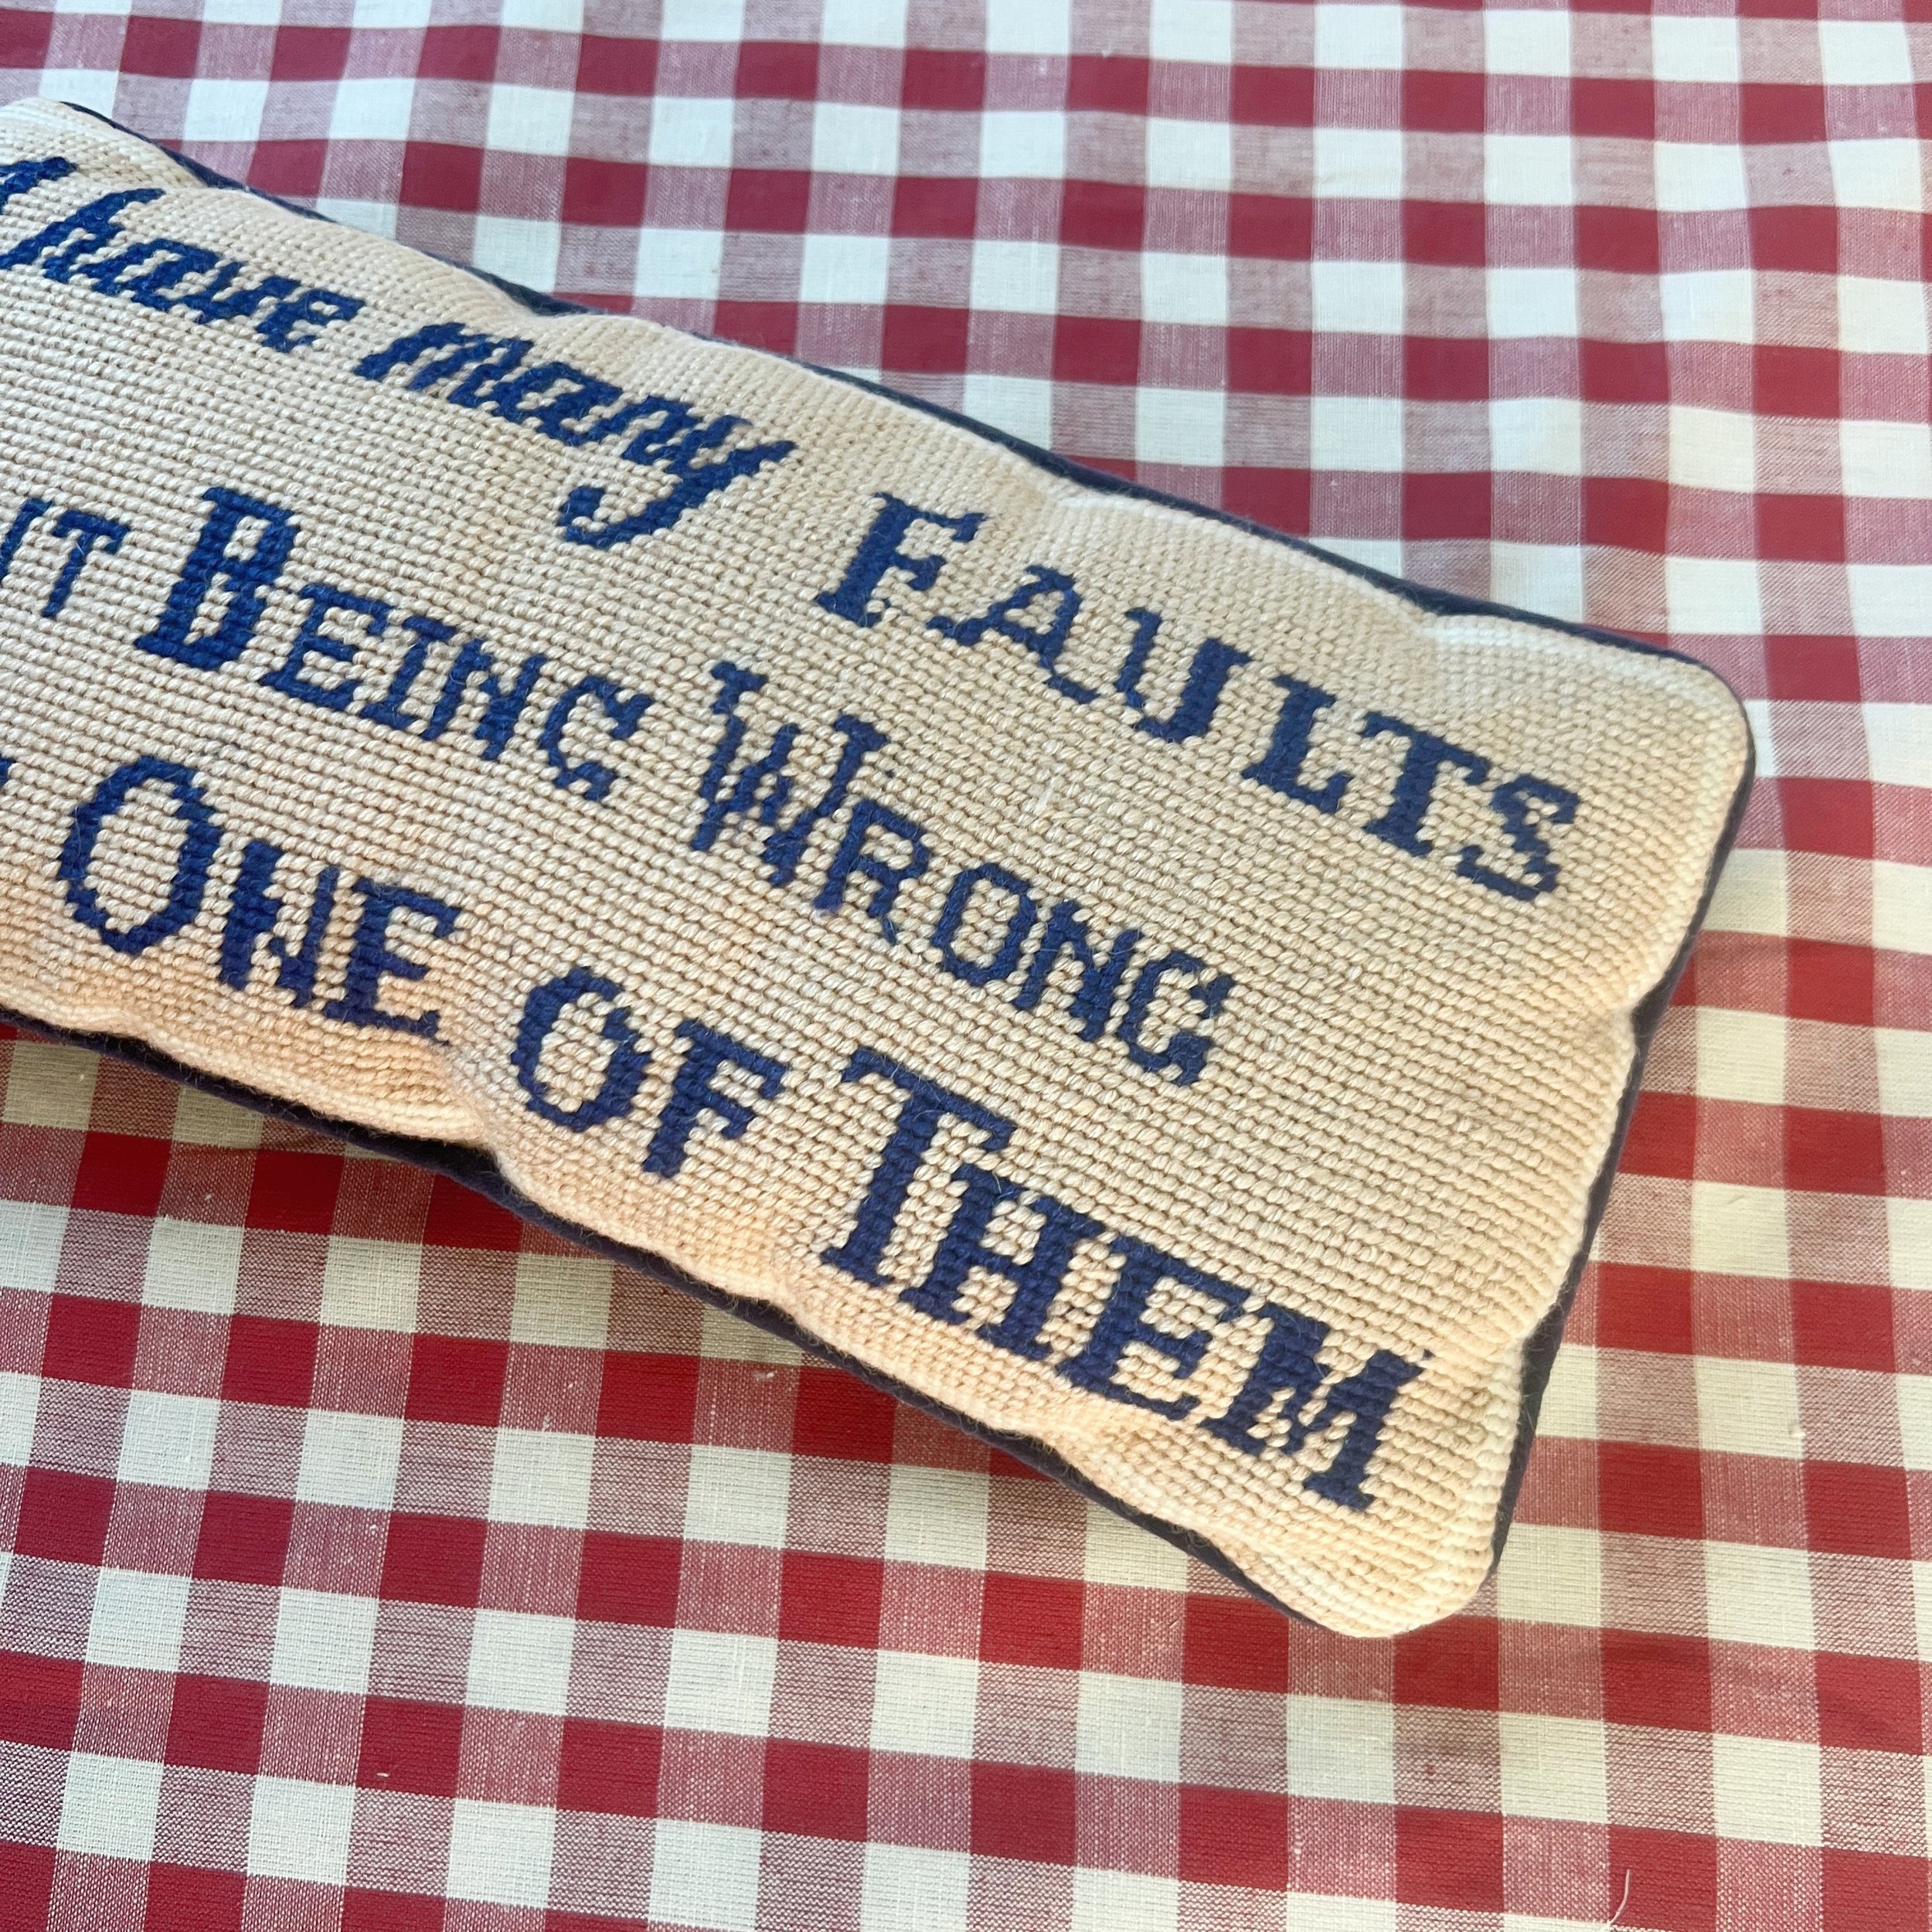 I have many FAULTS
BEING WRONG
ONE OF THEM